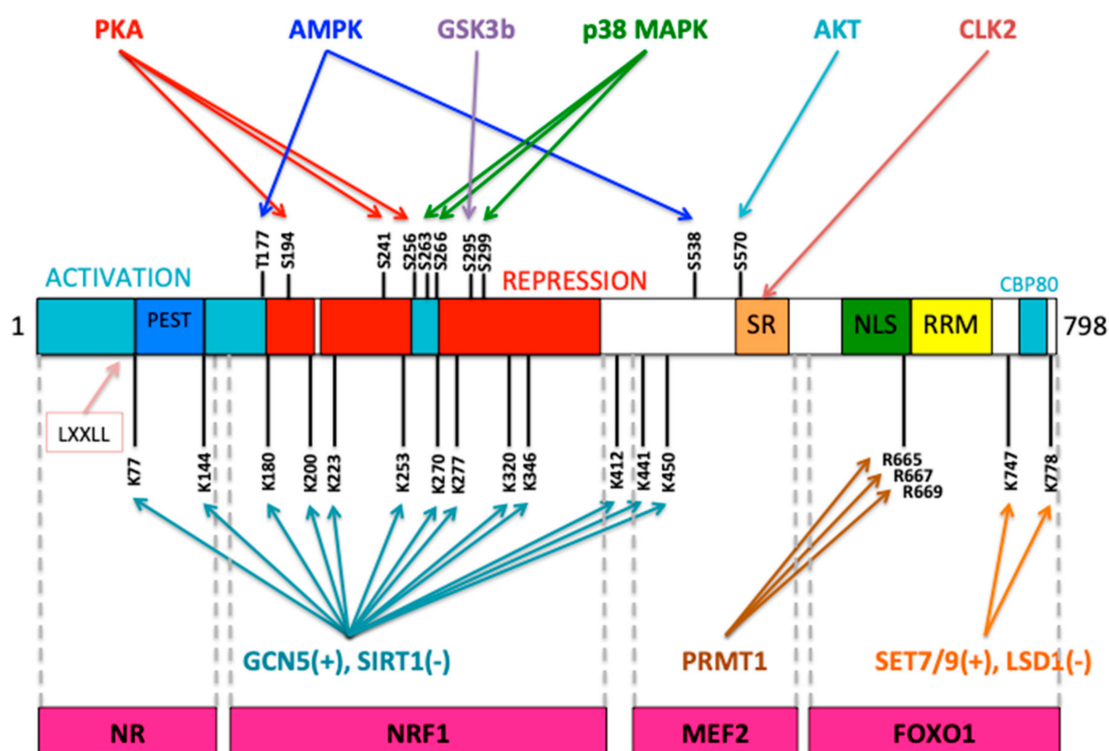 PKA AMPK GSK3b p38 MAPK AKT CLK2
T177 S194 S241 S256 S263 S266 S295 S299 S538 S570
ACTIVATION REPRESSION CBP80
1 PEST SR NLS RRM 798
LXXLL
K77 K144 K180 K200 K223 K253 K270 K277 K320 K346 K412 K441 K450 K747 K778
R665
R667
R669
GCN5(+), SIRT1(-) PRMT1 SET7/9(+), LSD1(-)
NR NRF1 MEF2 FOXO1